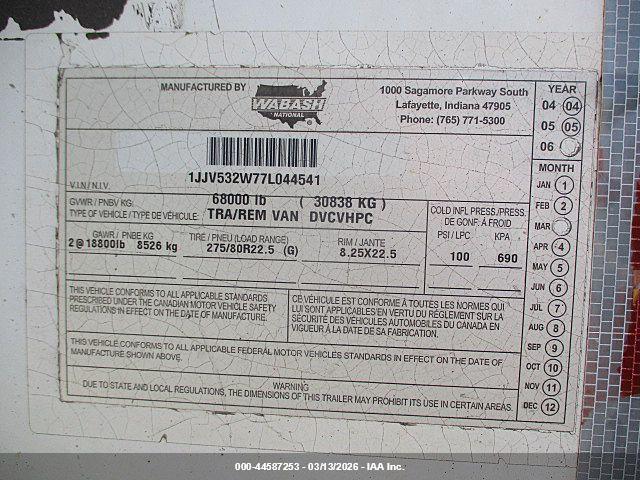 MANUFACTURED BY
WABASH
NATIONAL
1000 Sagamore Parkway South
Lafayette, Indiana 47905
Phone: (765) 771-5300
YEAR
04 04
05 05
06
1JJV532W77L044541
V.I.N./N.I.V.
GVWR / PNBV KG: 68000 lb ( 30838 KG )
TYPE OF VEHICLE / TYPE DE VÉHICULE: TRA/REM VAN DVCVHPC
COLD INFL PRESS./PRESS.
DE GONF. À FROID
PSI / LPC KPA
GAWR / PNBE KG TIRE / PNEU (LOAD RANGE) RIM / JANTE
2@18800lb 8526 kg 275/80R22.5 (G) 8.25X22.5 100 690
THIS VEHICLE CONFORMS TO ALL APPLICABLE STANDARDS
PRESCRIBED UNDER THE CANADIAN MOTOR VEHICLE SAFETY
REGULATIONS IN EFFECT ON THE DATE OF MANUFACTURE.
CE VÉHICULE EST CONFORME À TOUTES LES NORMES QUI
LUI SONT APPLICABLES EN VERTU DU RÈGLEMENT SUR LA
SÉCURITÉ DES VÉHICULES AUTOMOBILES DU CANADA EN
VIGUEUR À LA DATE DE SA FABRICATION.
THIS VEHICLE CONFORMS TO ALL APPLICABLE FEDERAL MOTOR VEHICLES STANDARDS IN EFFECT ON THE DATE OF
MANUFACTURE SHOWN ABOVE.
WARNING
DUE TO STATE AND LOCAL REGULATIONS, THE DIMENSIONS OF THIS TRAILER MAY PROHIBIT ITS USE IN CERTAIN AREAS.
MONTH
JAN 1
FEB 2
MAR
APR 4
MAY 5
JUN 6
JUL 7
AUG 8
SEP 9
OCT 10
NOV 11
DEC 12
000-44587253 - 03/13/2026 - IAA Inc.